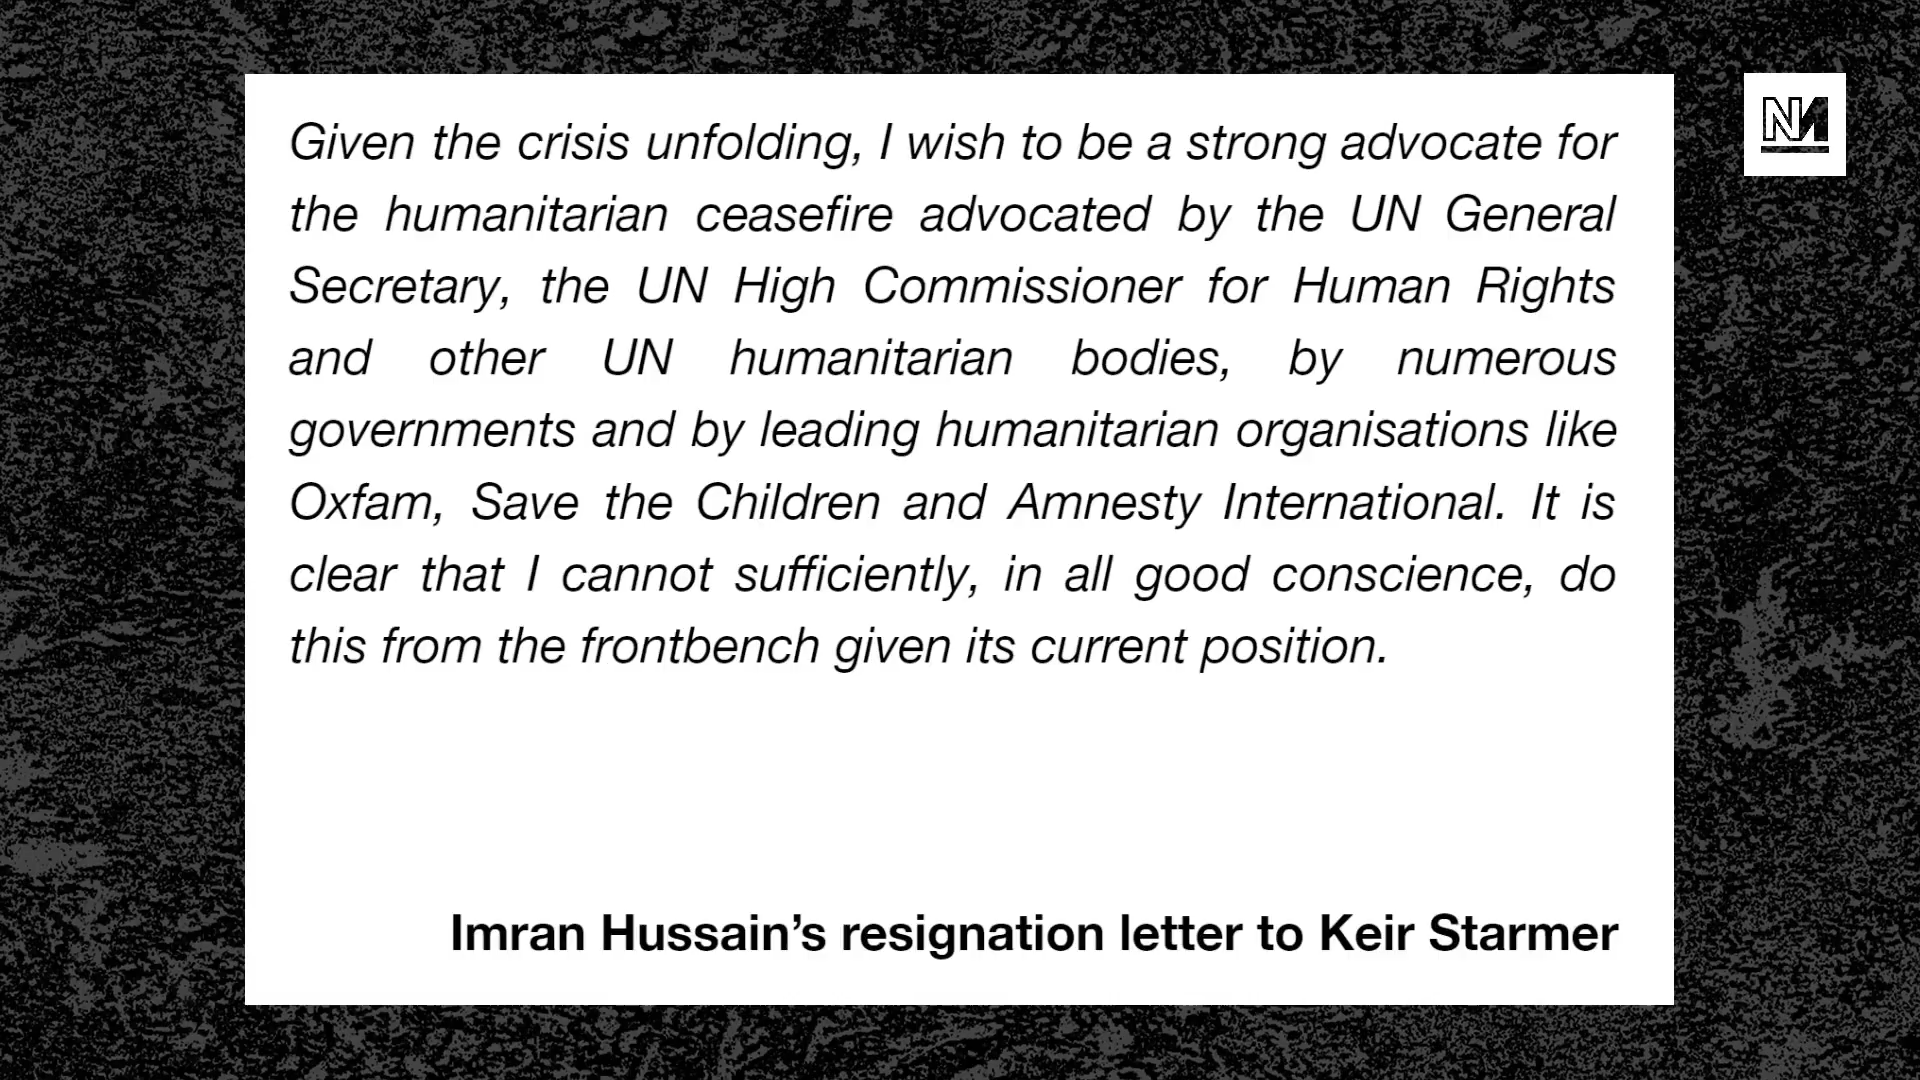 Given the crisis unfolding, I wish to be a strong advocate for
the humanitarian ceasefire advocated by the UN General
Secretary, the UN High Commissioner for Human Rights
and other UN humanitarian bodies, by numerous
governments and by leading humanitarian organisations like
Oxfam, Save the Children and Amnesty International. It is
clear that I cannot sufficiently, in all good conscience, do
this from the frontbench given its current position.
Imran Hussain’s resignation letter to Keir Starmer
NM